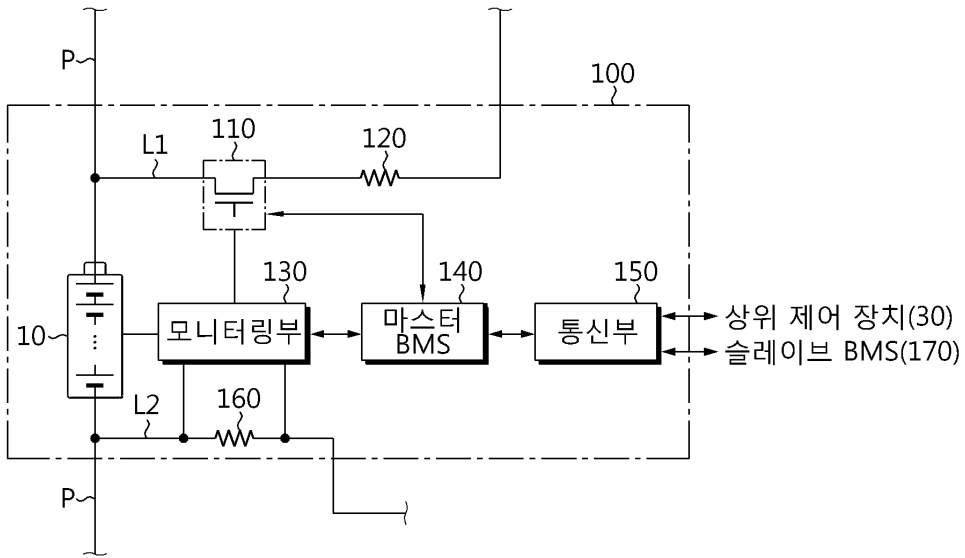 P
100
110
120
L1
130
140
150
10
모니터링부
마스터
BMS
통신부
상위 제어 장치(30)
슬레이브 BMS(170)
L2
160
P